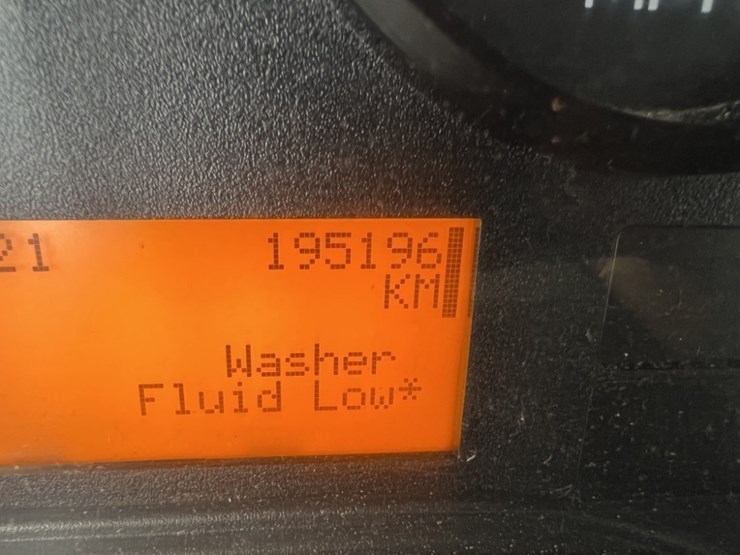 21 195196
KM
Washer
Fluid Low*